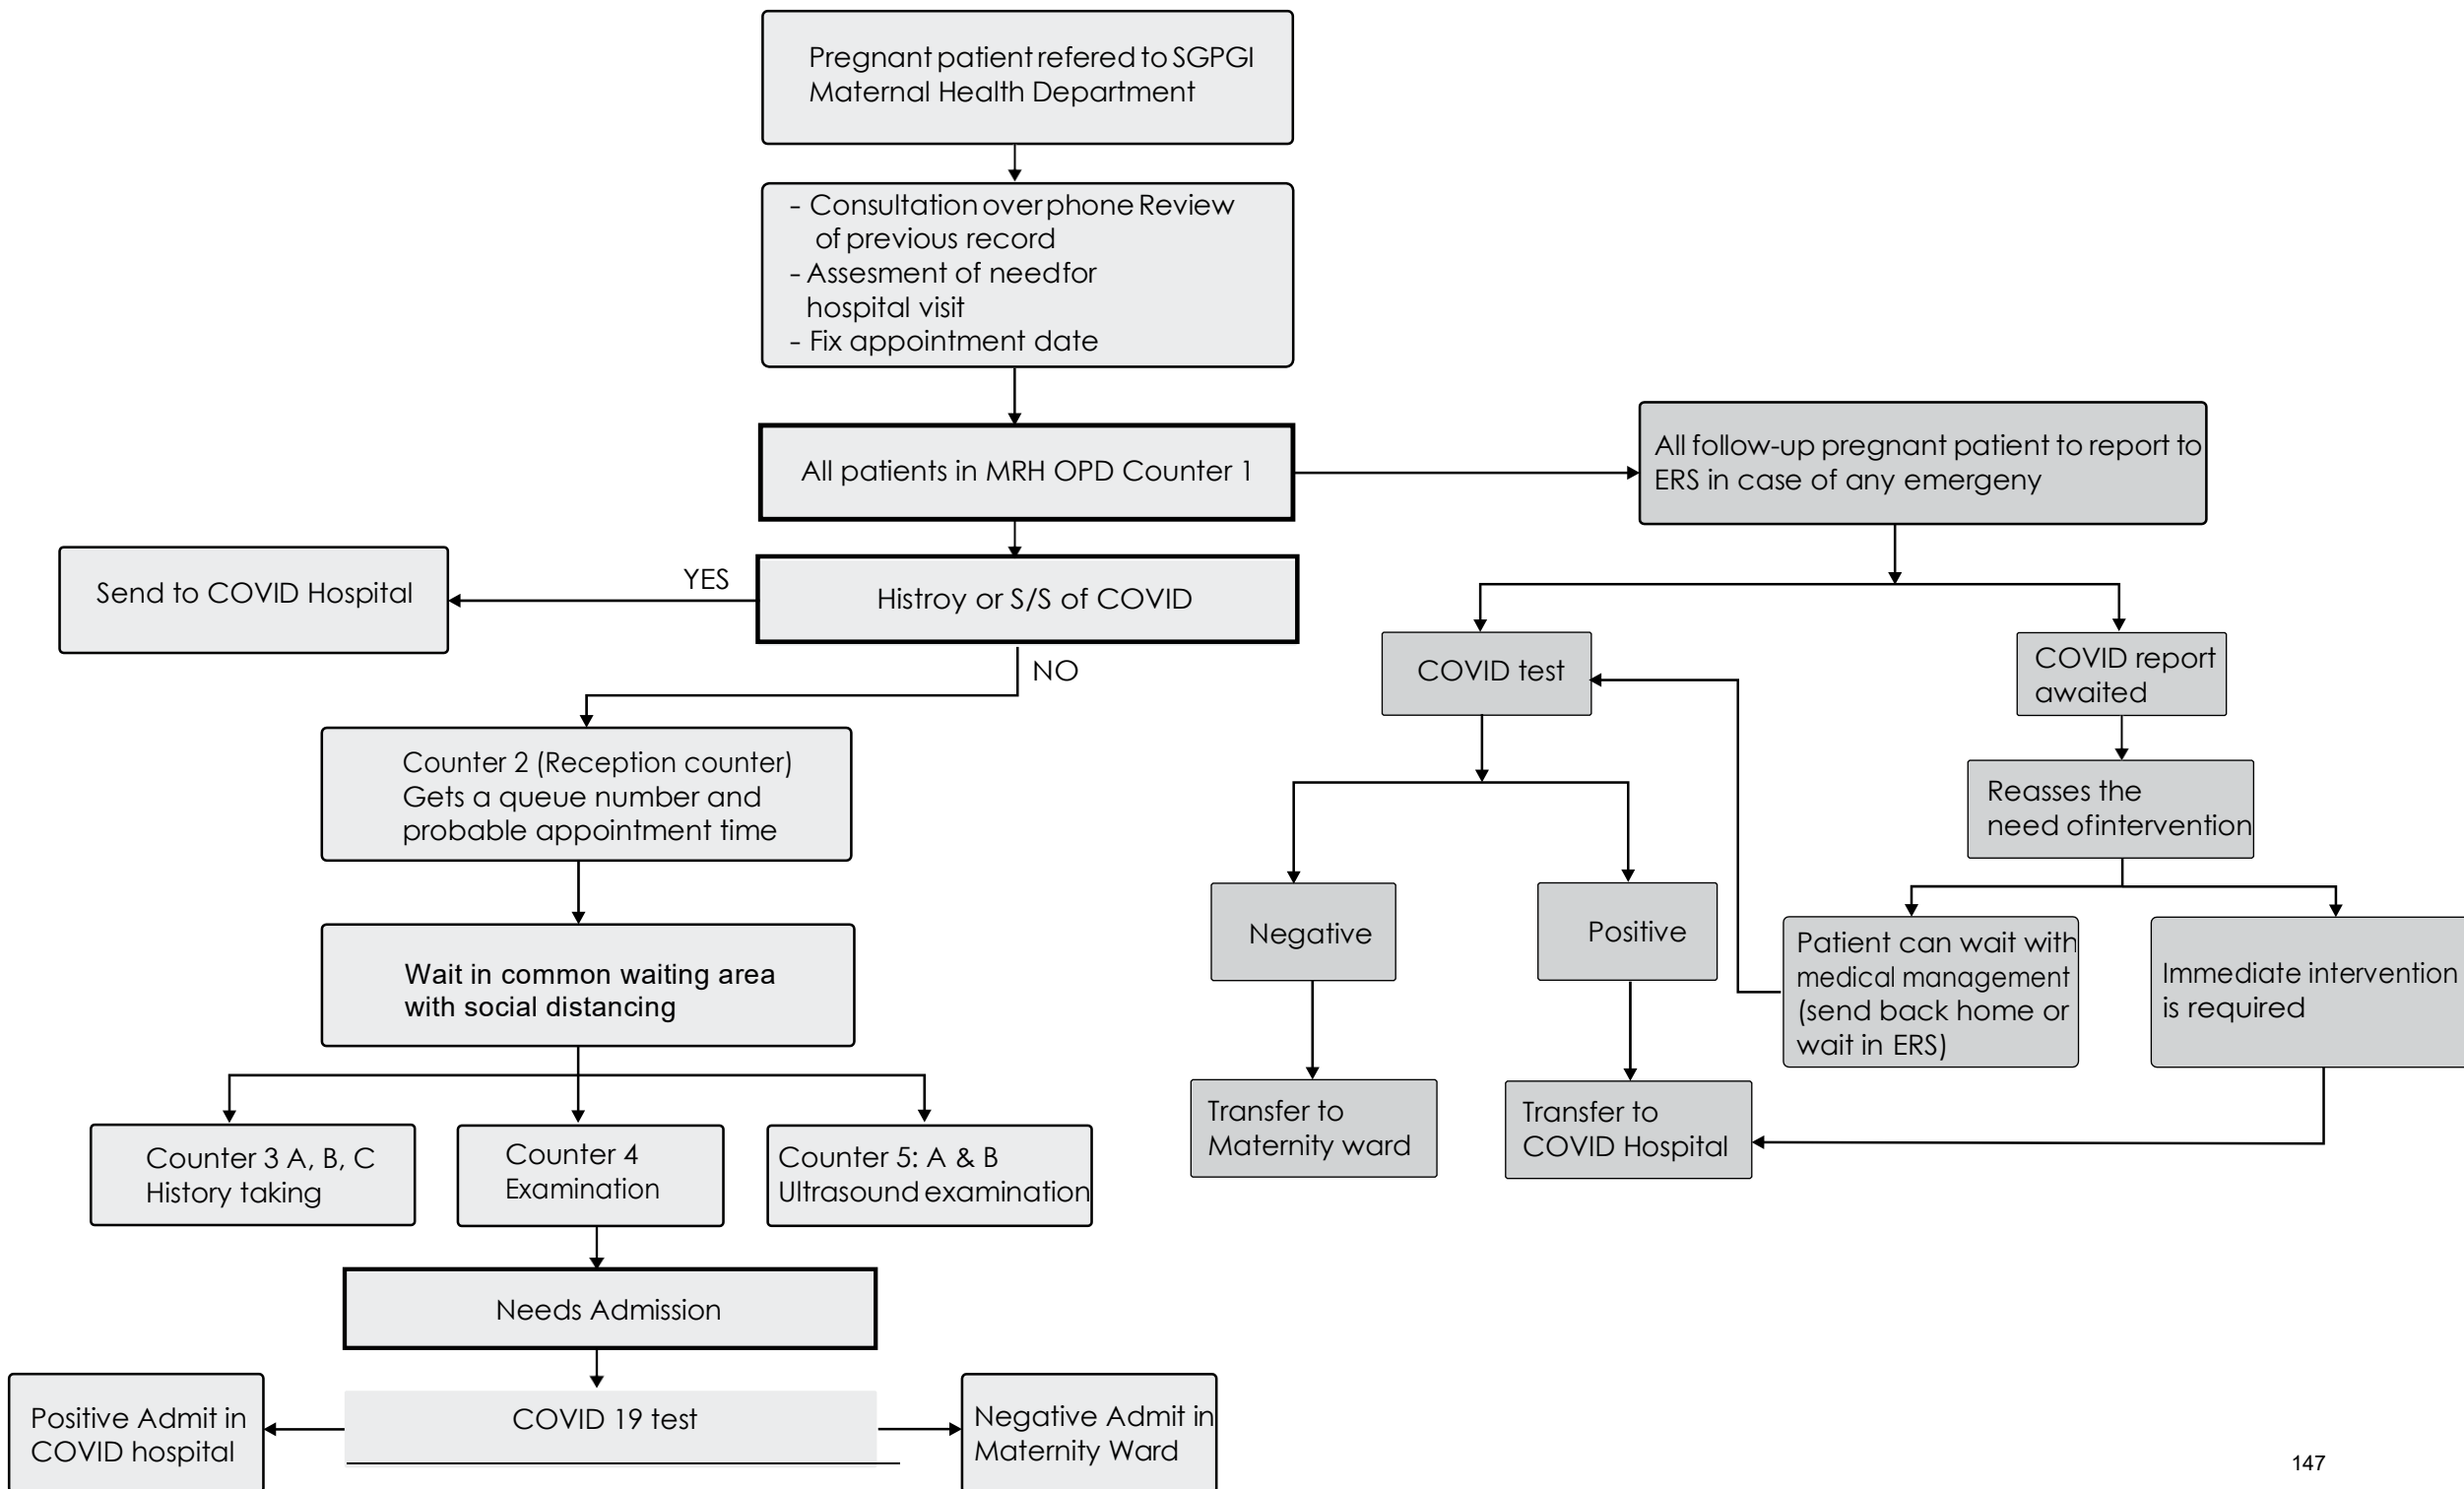 Pregnant patient refered to SGPGI
Maternal Health Department
- Consultation over phone Review
of previous record
- Assesment of need for
hospital visit
- Fix appointment date
All patients in MRH OPD Counter 1
All follow-up pregnant patient to report to
ERS in case of any emergeny
Send to COVID Hospital
YES
Histroy or S/S of COVID
NO
COVID test
COVID report
awaited
Counter 2 (Reception counter)
Gets a queue number and
probable appointment time
Reasses the
need of intervention
Negative
Positive
Patient can wait with
medical management
(send back home or
wait in ERS)
Immediate intervention
is required
Wait in common waiting area
with social distancing
Transfer to
Maternity ward
Transfer to
COVID Hospital
Counter 3 A, B, C
History taking
Counter 4
Examination
Counter 5: A & B
Ultrasound examination
Needs Admission
Positive Admit in
COVID hospital
COVID 19 test
Negative Admit in
Maternity Ward
147